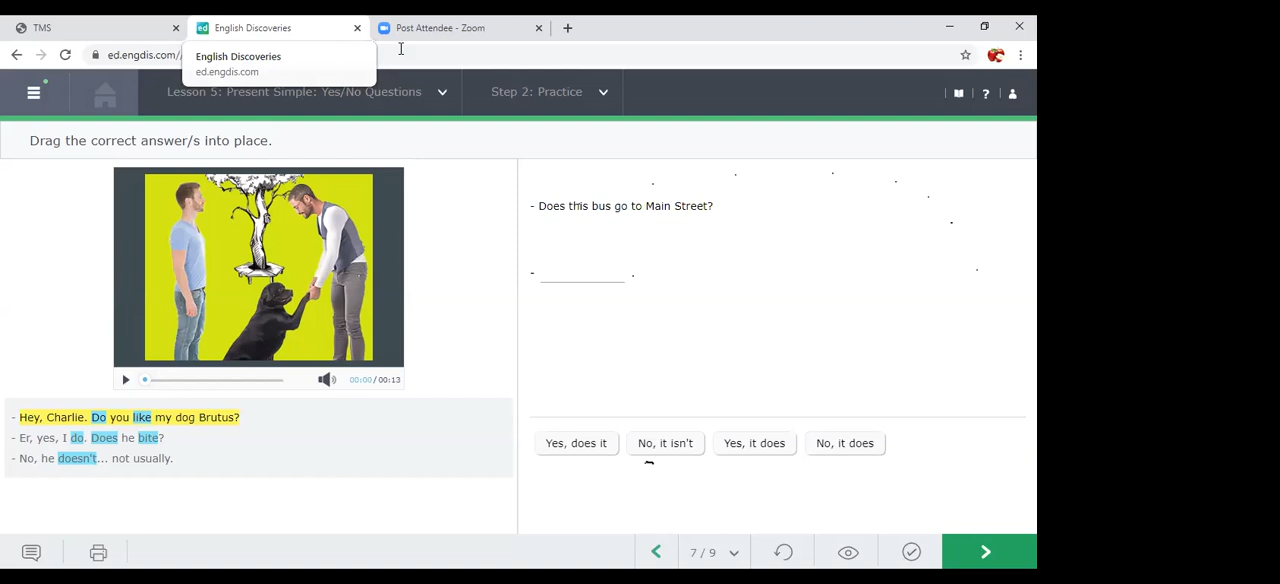 TMS
English Discoveries
Post Attendee - Zoom
ed.engdis.com/
English Discoveries
ed.engdis.com
Lesson 5: Present Simple: Yes/No Questions
Step 2: Practice
Drag the correct answer/s into place.
00:00 / 00:13
- Hey, Charlie. Do you like my dog Brutus?
- Er, yes, I do. Does he bite?
- No, he doesn't... not usually.
- Does this bus go to Main Street?
- __________ .
Yes, does it
No, it isn't
Yes, it does
No, it does
7 / 9